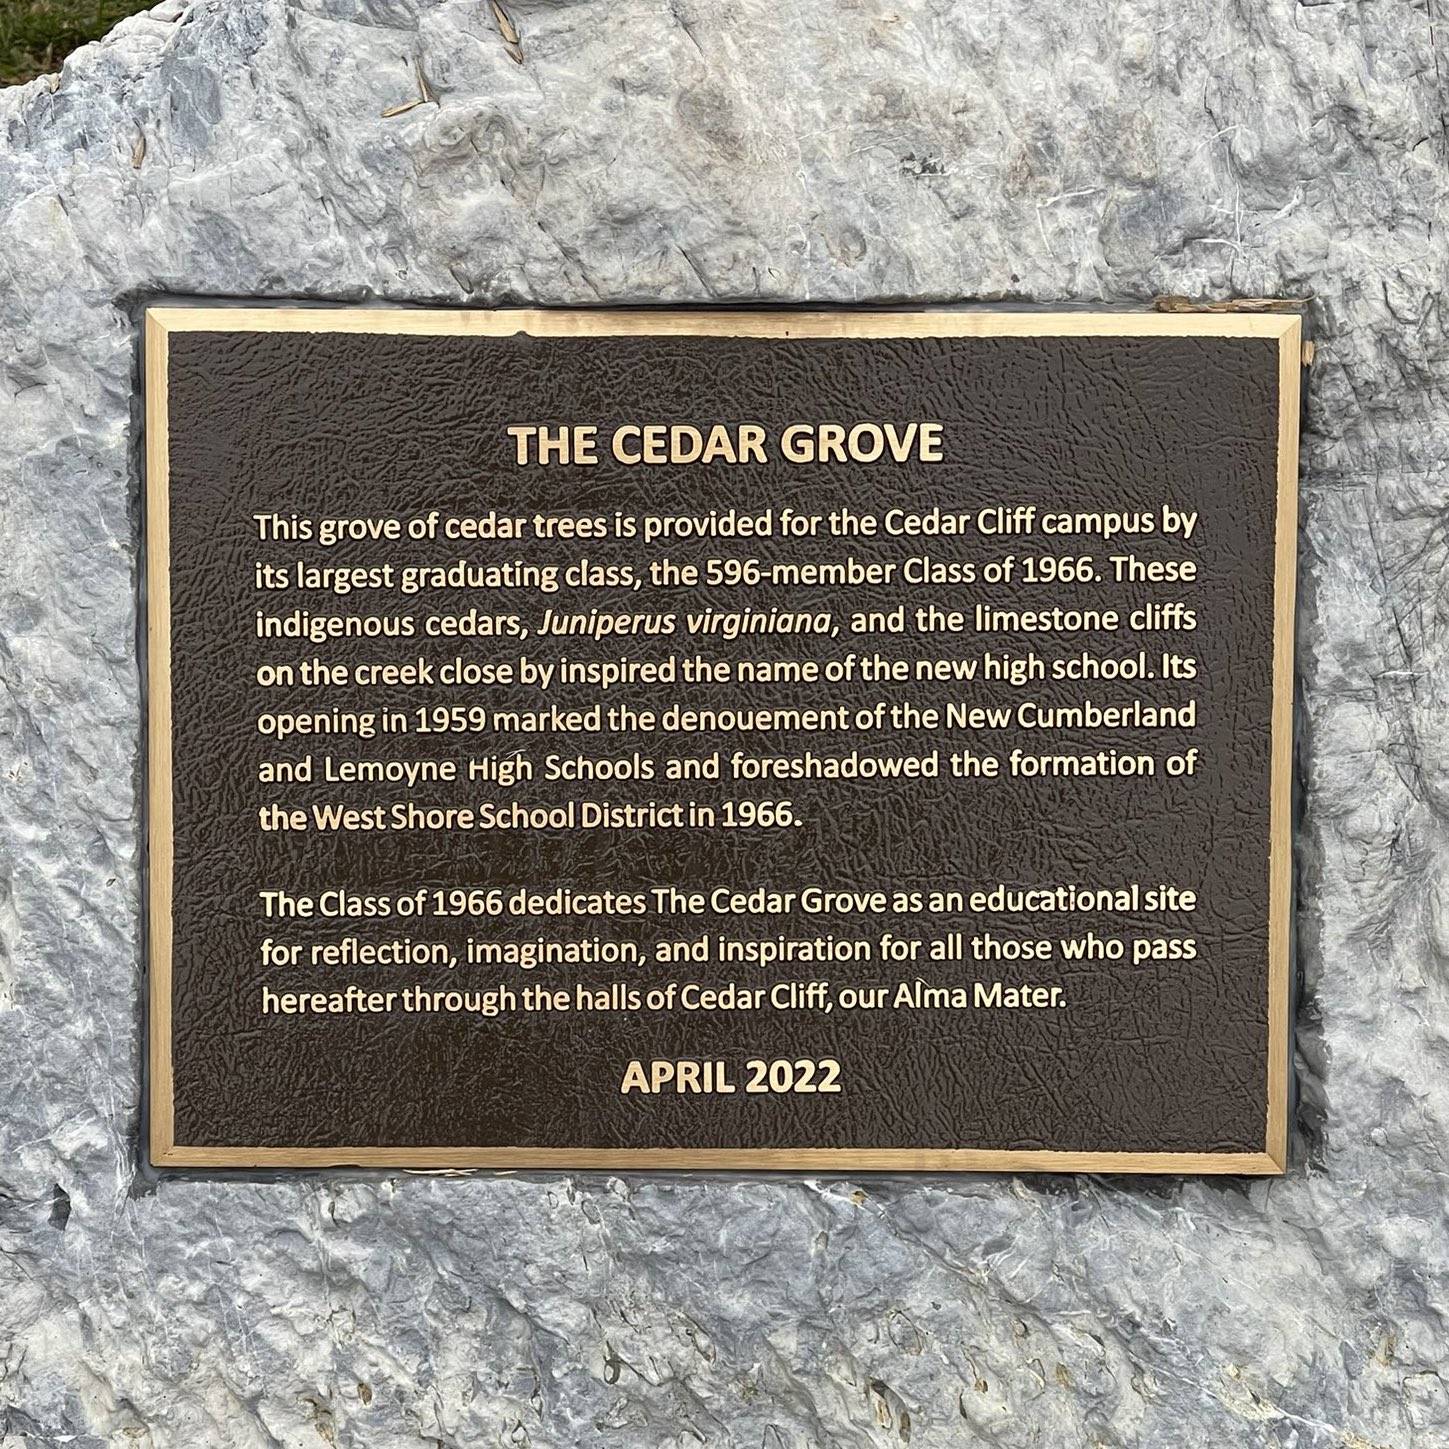 THE CEDAR GROVE
This grove of cedar trees is provided for the Cedar Cliff campus by
its largest graduating class, the 596-member Class of 1966. These
indigenous cedars, Juniperus virginiana, and the limestone cliffs
on the creek close by inspired the name of the new high school. Its
opening in 1959 marked the denouement of the New Cumberland
and Lemoyne High Schools and foreshadowed the formation of
the West Shore School District in 1966.
The Class of 1966 dedicates The Cedar Grove as an educational site
for reflection, imagination, and inspiration for all those who pass
hereafter through the halls of Cedar Cliff, our Alma Mater.
APRIL 2022